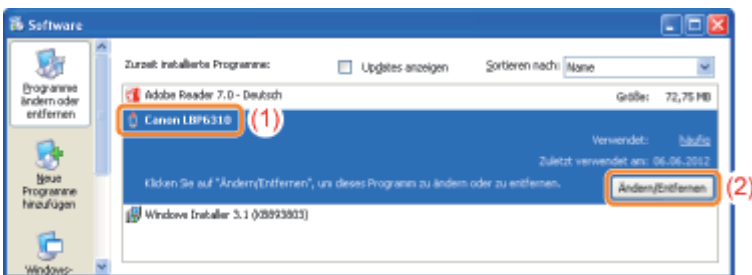 Software
Programme
ändern oder
entfernen
Neue
Programme
hinzufügen
Windows-
Zurzeit installierte Programme:
Updates anzeigen
Sortieren nach: Name
Adobe Reader 7.0 - Deutsch
Größe: 72,75 MB
Canon LBP6310
(1)
Verwendet: häufig
Zuletzt verwendet am: 06.06.2012
Klicken Sie auf "Ändern/Entfernen", um dieses Programm zu ändern oder zu entfernen.
Ändern/Entfernen
(2)
Windows Installer 3.1 (KB893803)